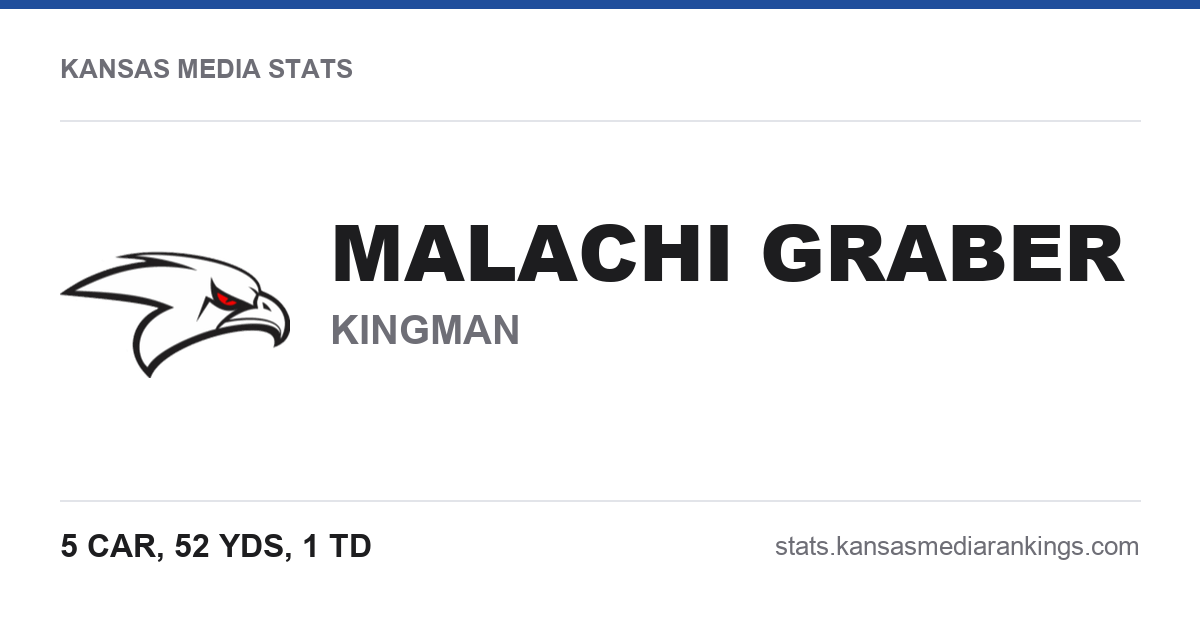 KANSAS MEDIA STATS
MALACHI GRABER
KINGMAN
5 CAR, 52 YDS, 1 TD
stats.kansasmediarankings.com